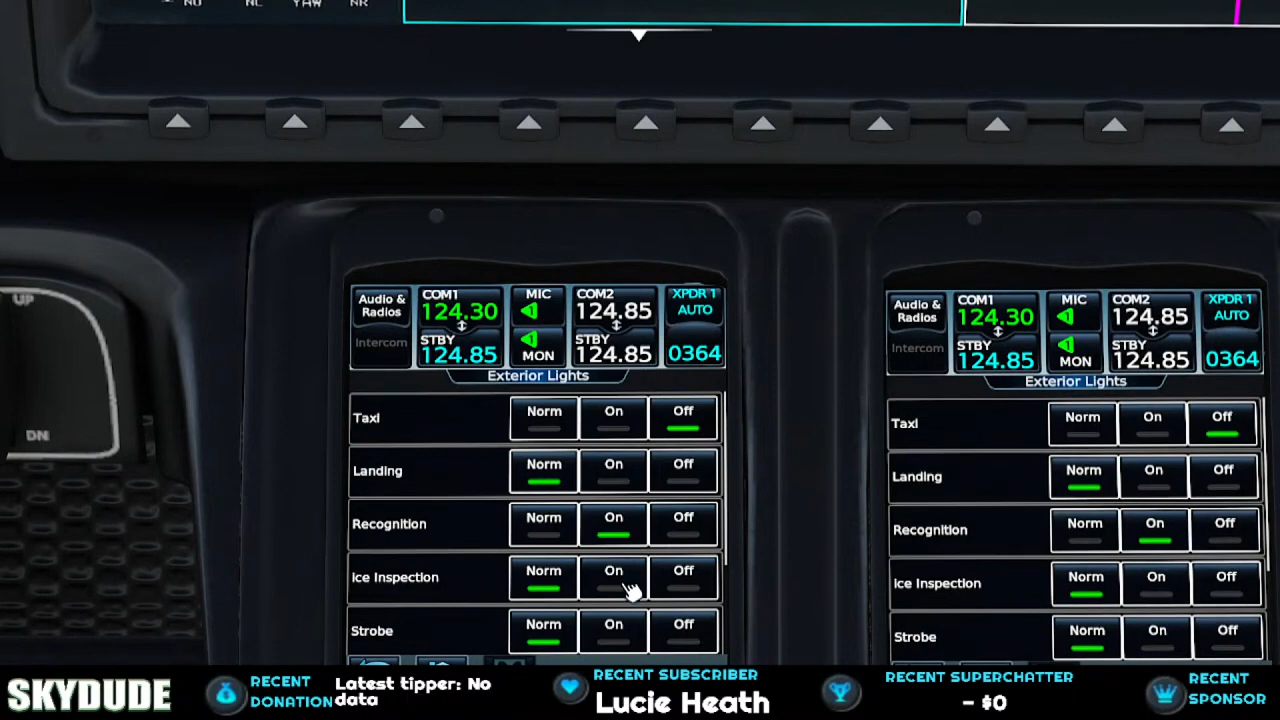 UP
DN
Audio & Radios
Intercom
COM1
124.30
STBY
124.85
MIC
MON
COM2
124.85
STBY
124.85
XPDR 1
AUTO
0364
Exterior Lights
Taxi Norm On Off
Landing Norm On Off
Recognition Norm On Off
Ice Inspection Norm On Off
Strobe Norm On Off
Audio & Radios
Intercom
COM1
124.30
STBY
124.85
MIC
MON
COM2
124.85
STBY
124.85
XPDR 1
AUTO
0364
Exterior Lights
Taxi Norm On Off
Landing Norm On Off
Recognition Norm On Off
Ice Inspection Norm On Off
Strobe Norm On Off
SKYDUDE
RECENT
DONATION
Latest tipper: No
data
RECENT SUBSCRIBER
Lucie Heath
RECENT SUPERCHATTER
- $0
RECENT
SPONSOR